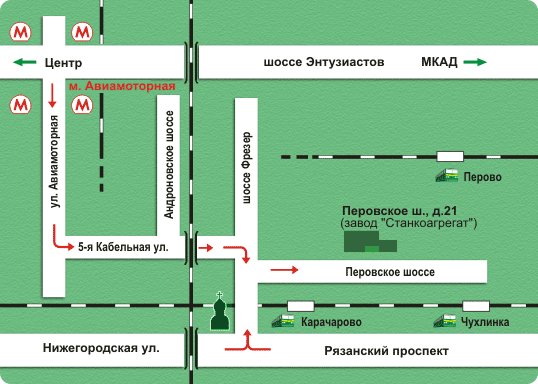 М М
Центр
шоссе Энтузиастов
МКАД
м. Авиамоторная
М М
ул. Авиамоторная
Андроновское шоссе
шоссе Фрезер
Перово
Перовское ш., д.21
(завод "Станкоагрегат")
5-я Кабельная ул.
Перовское шоссе
Карачарово
Чухлинка
Нижегородская ул.
Рязанский проспект